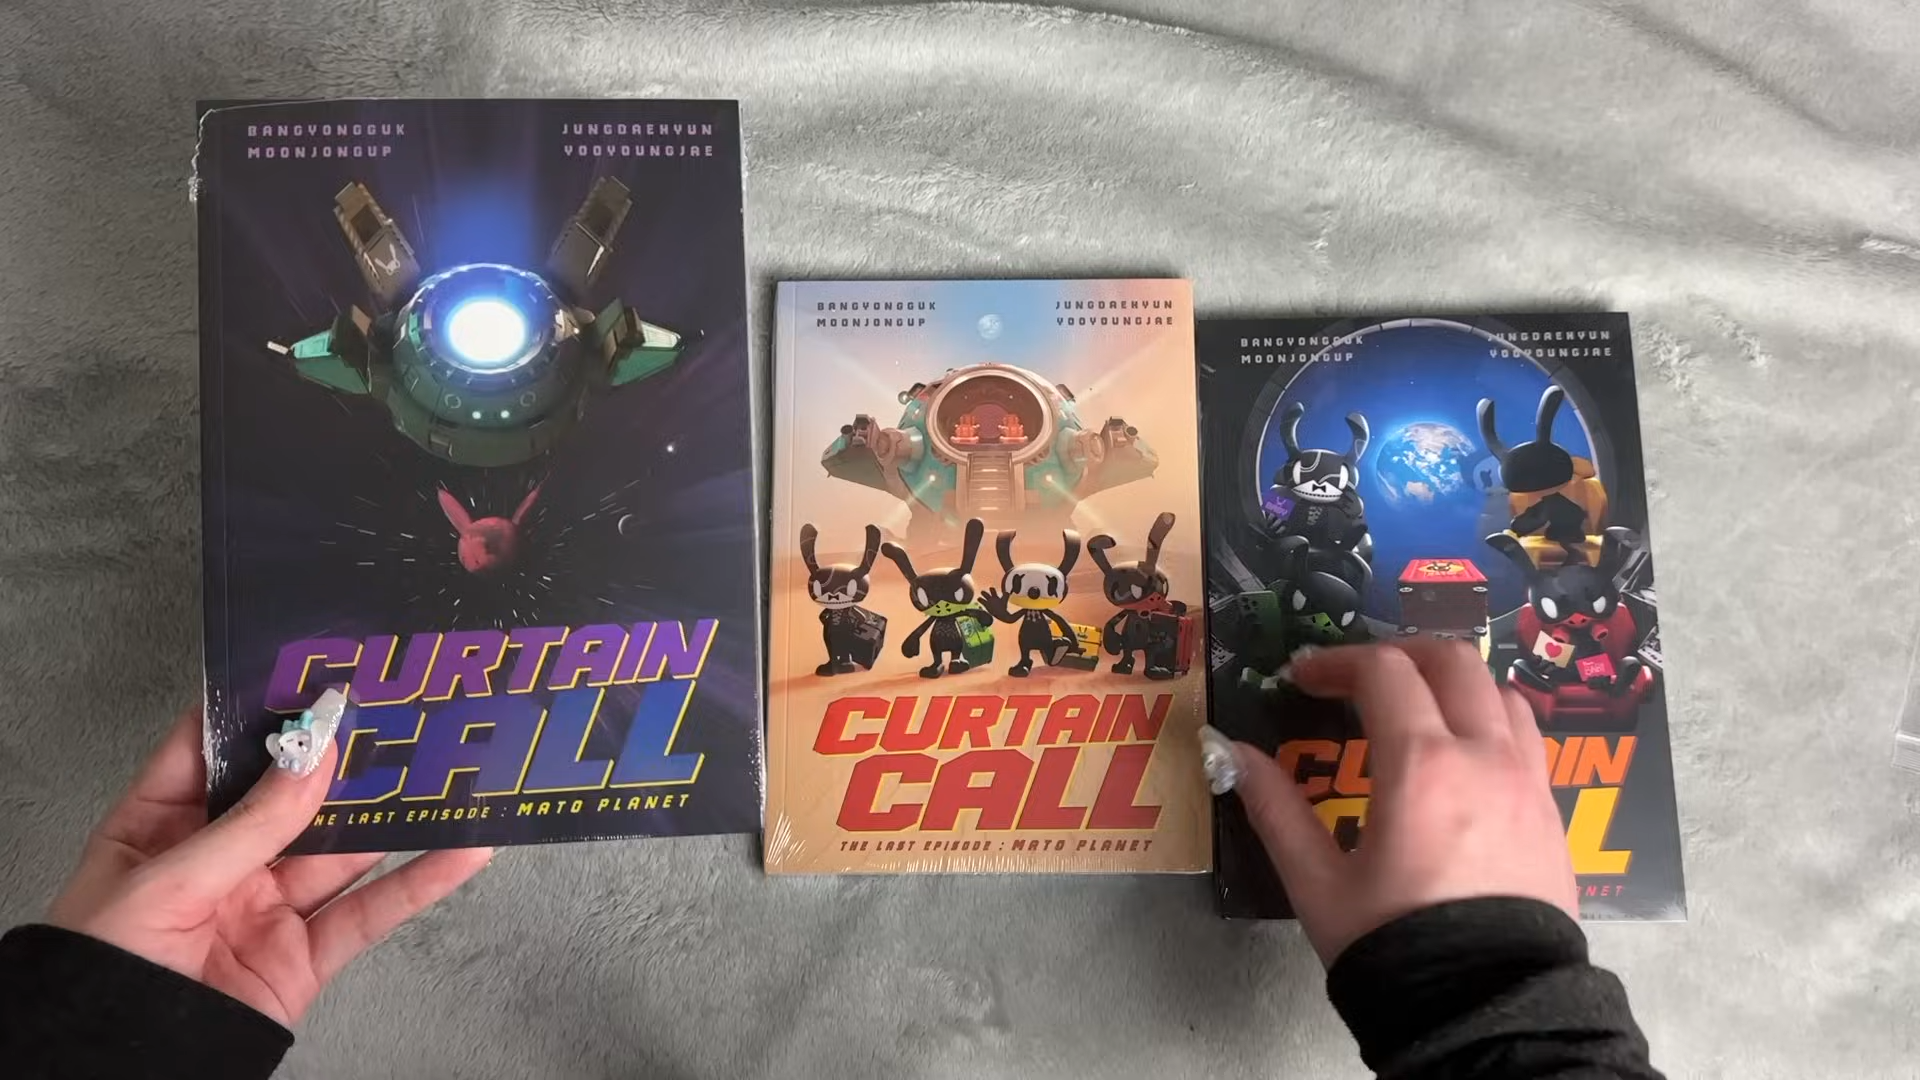 BANGYONGGUK
MOONJONGUP
JUNGDAEHYUN
YOOYOUNGJAE
CURTAIN
CALL
THE LAST EPISODE : MATO PLANET
BANGYONGGUK
MOONJONGUP
JUNGDAEHYUN
YOOYOUNGJAE
CURTAIN
CALL
THE LAST EPISODE : MATO PLANET
BANGYONGGUK
MOONJONGUP
JUNGDAEHYUN
YOOYOUNGJAE